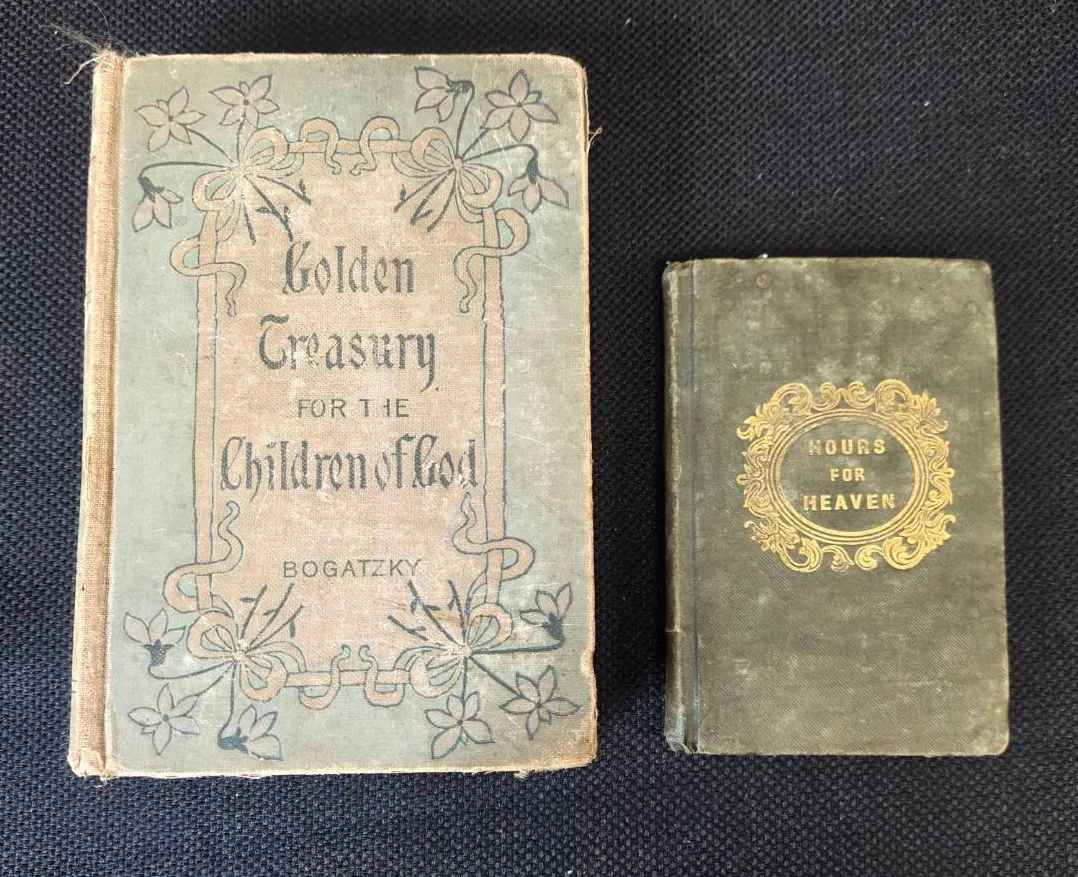 Golden
Treasury
FOR THE
Children of God
BOGATZKY
HOURS
FOR
HEAVEN